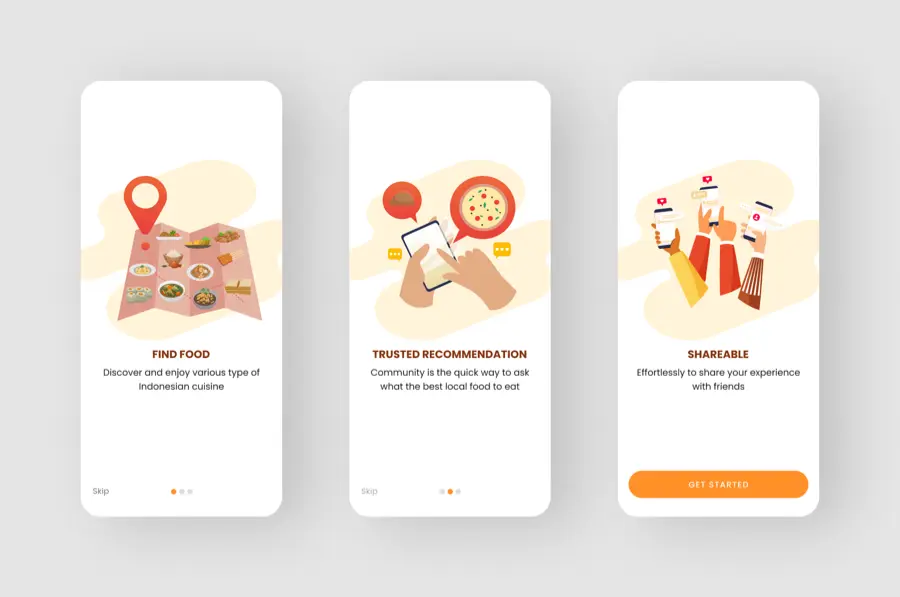 FIND FOOD
Discover and enjoy various type of
Indonesian cuisine
Skip
TRUSTED RECOMMENDATION
Community is the quick way to ask
what the best local food to eat
Skip
SHAREABLE
Effortlessly to share your experience
with friends
GET STARTED